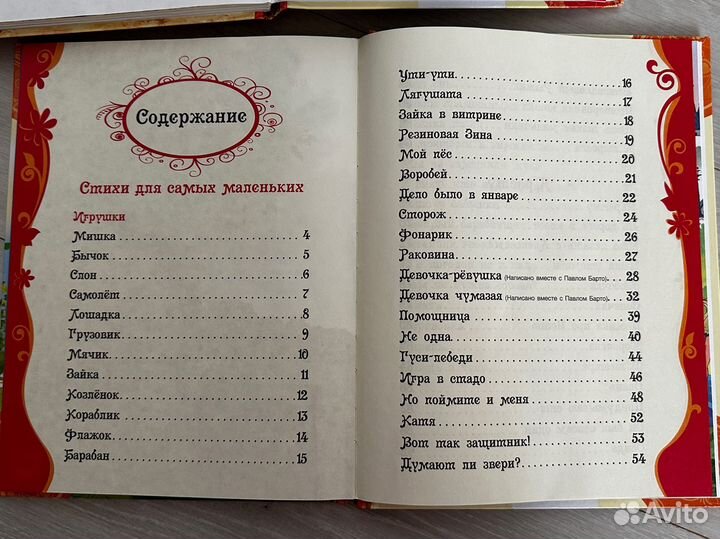 Содержание
Стихи для самых маленьких
Игрушки
Мишка 4
Бычок 5
Слон 6
Самолёт 7
Лошадка 8
Грузовик 9
Мячик 10
Зайка 11
Козлёнок 12
Кораблик 13
Флажок 14
Барабан 15
Ути-ути 16
Лягушата 17
Зайка в витрине 18
Резиновая Зина 19
Мой пёс 20
Воробей 21
Дело было в январе 22
Сторож 24
Фонарик 26
Раковина 27
Девочка-рёвушка (Написано вместе с Павлом Барто) 28
Девочка чумазая (Написано вместе с Павлом Барто) 32
Помощница 39
Не одна 40
Гуси-лебеди 44
Игра в стадо 46
Но поймите и меня 48
Катя 52
Вот так защитник! 53
Думают ли звери? 54
Avito